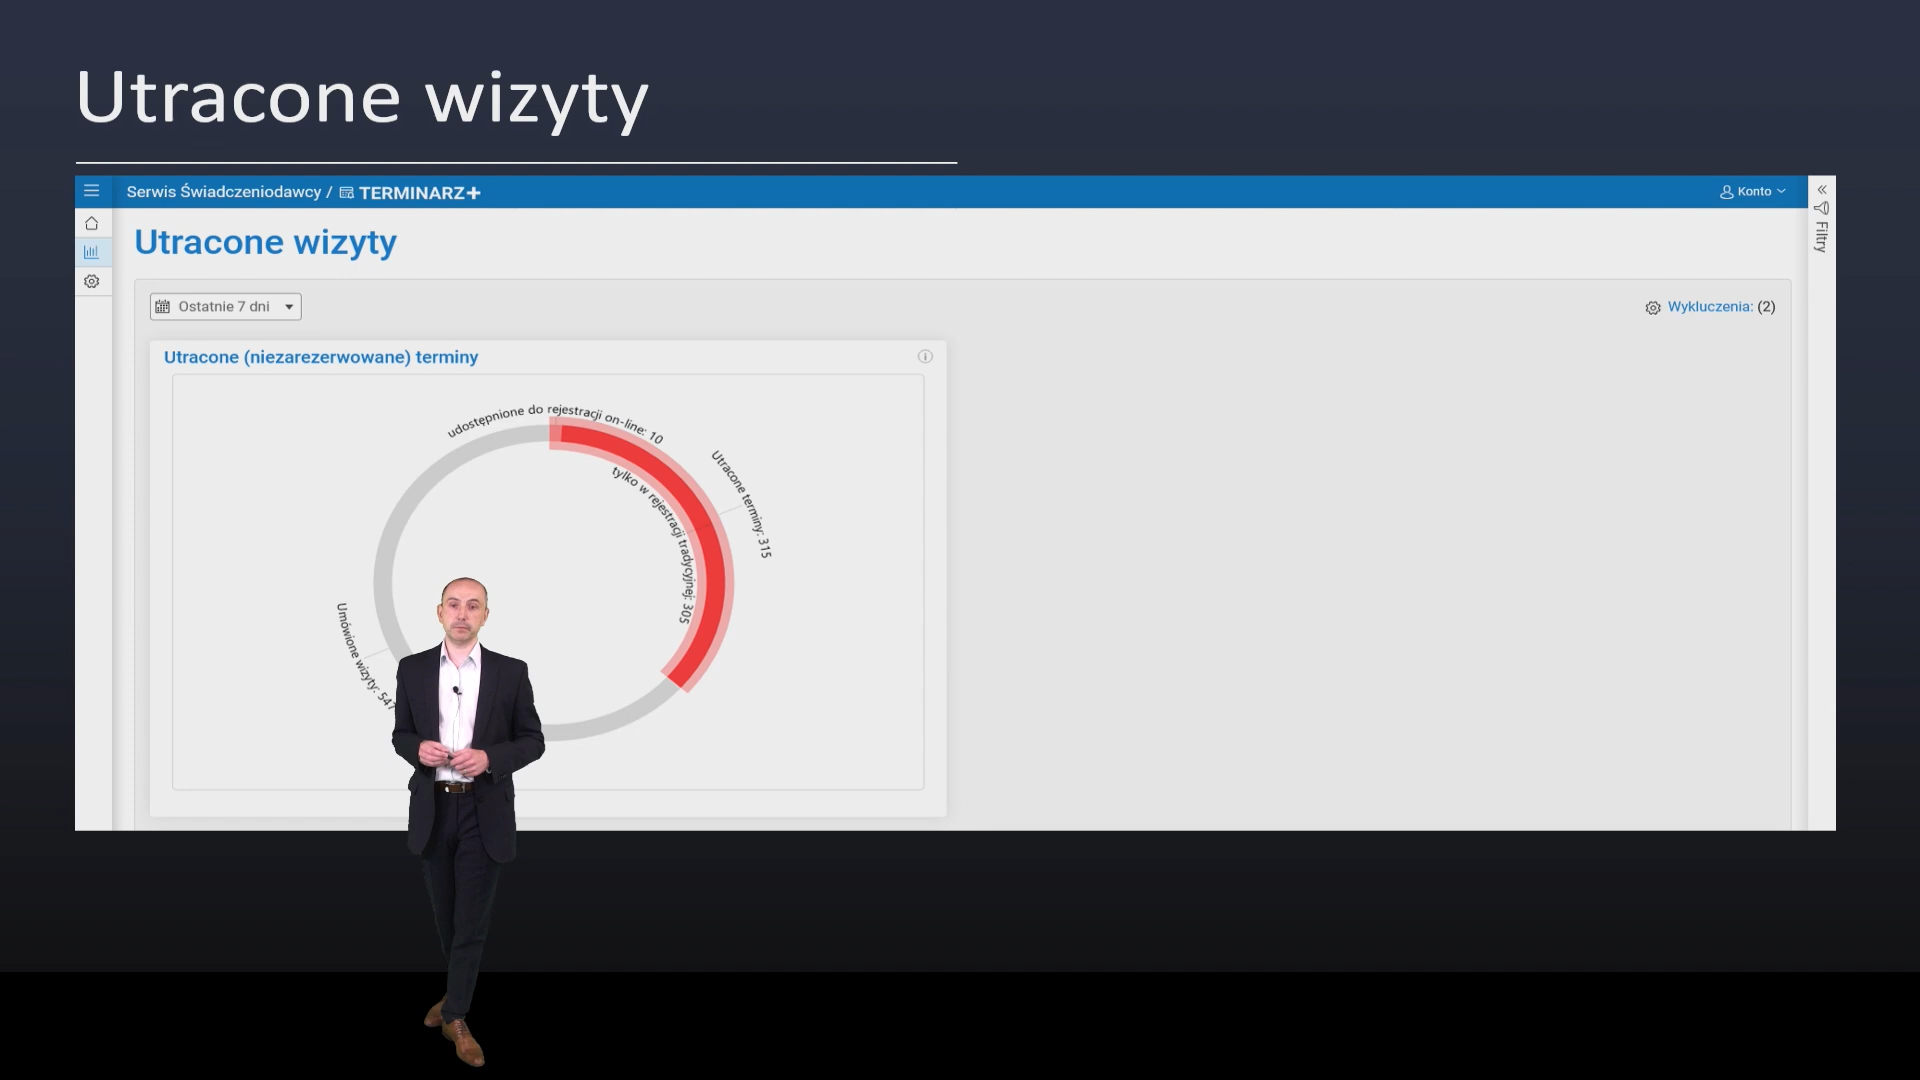 Utracone wizyty
Serwis Świadczeniodawcy / TERMINARZ+
Konto
Filtry
Utracone wizyty
Ostatnie 7 dni
Wykluczenia: (2)
Utracone (niezarezerwowane) terminy
udostępnione do rejestracji on-line: 10
Utracone terminy: 315
tylko w rejestracji tradycyjnej: 305
Umówione wizyty: 547